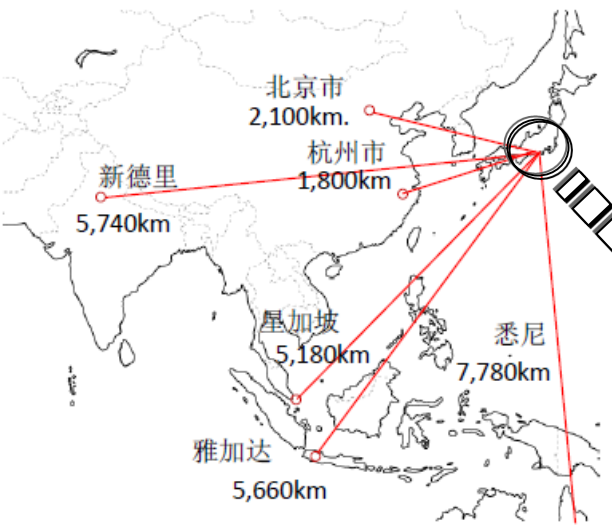 北京市
2,100km.
杭州市
1,800km
新德里
5,740km
星加坡
5,180km
悉尼
7,780km
雅加达
5,660km